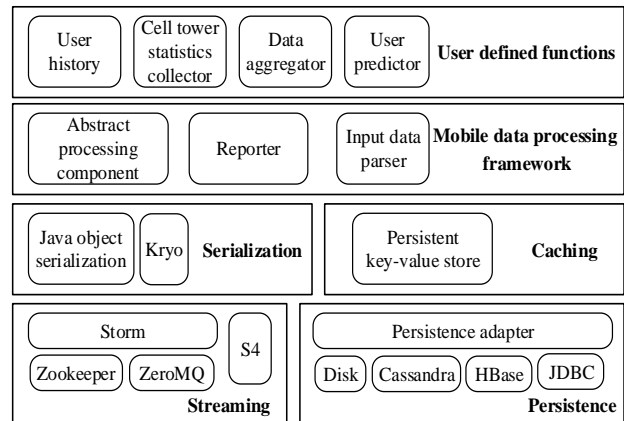 User
history
Cell tower
statistics
collector
Data
aggregator
User
predictor
User defined functions
Abstract
processing
component
Reporter
Input data
parser
Mobile data processing
framework
Java object
serialization
Kryo
Serialization
Persistent
key-value store
Caching
Storm
Zookeeper
ZeroMQ
S4
Streaming
Persistence adapter
Disk
Cassandra
HBase
JDBC
Persistence